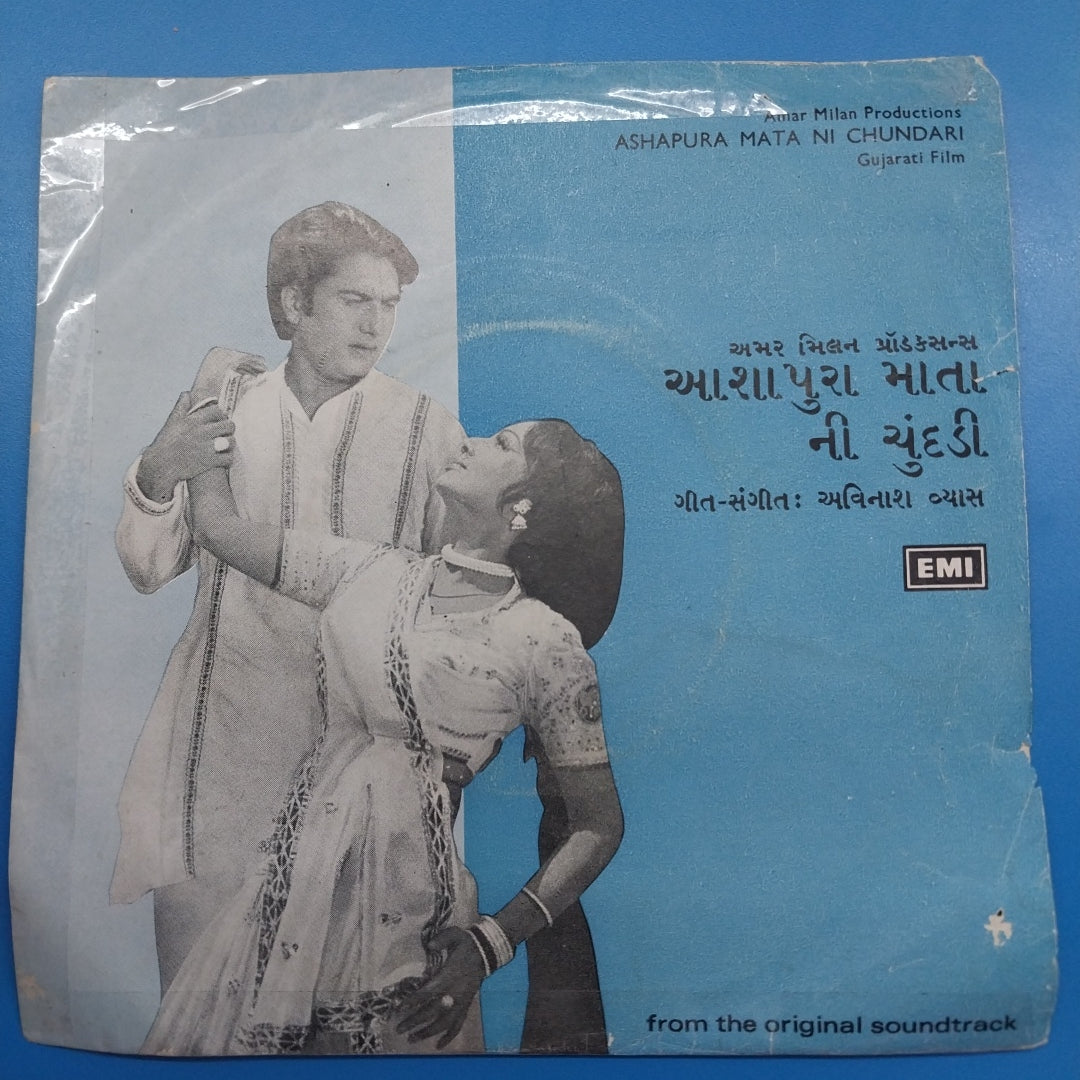 Amar Milan Productions
ASHAPURA MATA NI CHUNDARI
Gujarati Film
અમર મિલન પ્રૉડક્સન્સ
આશાપુરા માતા
ની ચુંદડી
ગીત-સંગીત: અવિનાશ વ્યાસ
EMI
from the original soundtrack